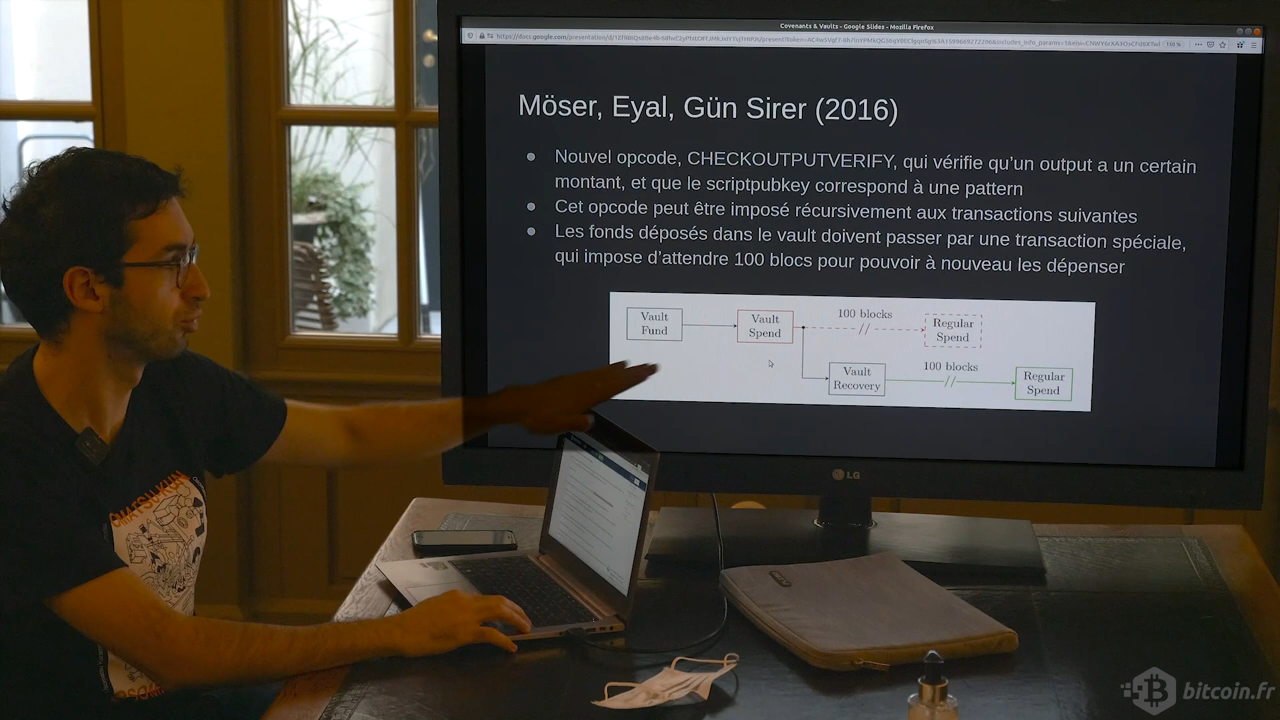 Covenants & Vaults - Google Slides - Mozilla Firefox
Möser, Eyal, Gün Sirer (2016)
● Nouvel opcode, CHECKOUTPUTVERIFY, qui vérifie qu'un output a un certain
montant, et que le scriptpubkey correspond à une pattern
● Cet opcode peut être imposé récursivement aux transactions suivantes
● Les fonds déposés dans le vault doivent passer par une transaction spéciale,
qui impose d'attendre 100 blocs pour pouvoir à nouveau les dépenser
Vault
Fund
Vault
Spend
100 blocks
Regular
Spend
Vault
Recovery
100 blocks
Regular
Spend
LG
bitcoin.fr